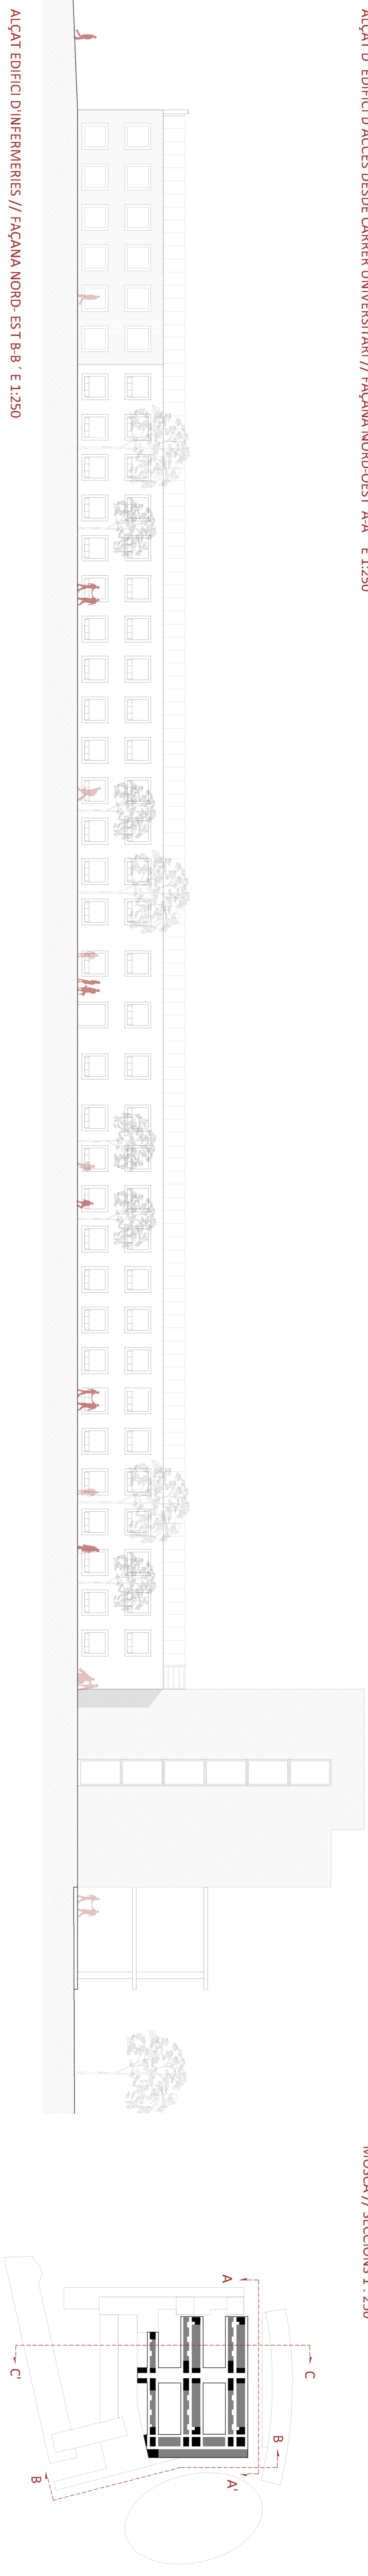 ALÇAT D´EDIFICI D'ACCÉS DESDE CARRER UNIVERSITARI // FAÇANA NORD-OEST A-A´ E 1:250
ALÇAT EDIFICI D'INFERMERIES // FAÇANA NORD- EST B-B ´ E 1:250
MOSCA // SECCIONS 1 : 250
A
C
C'
B
A'
B